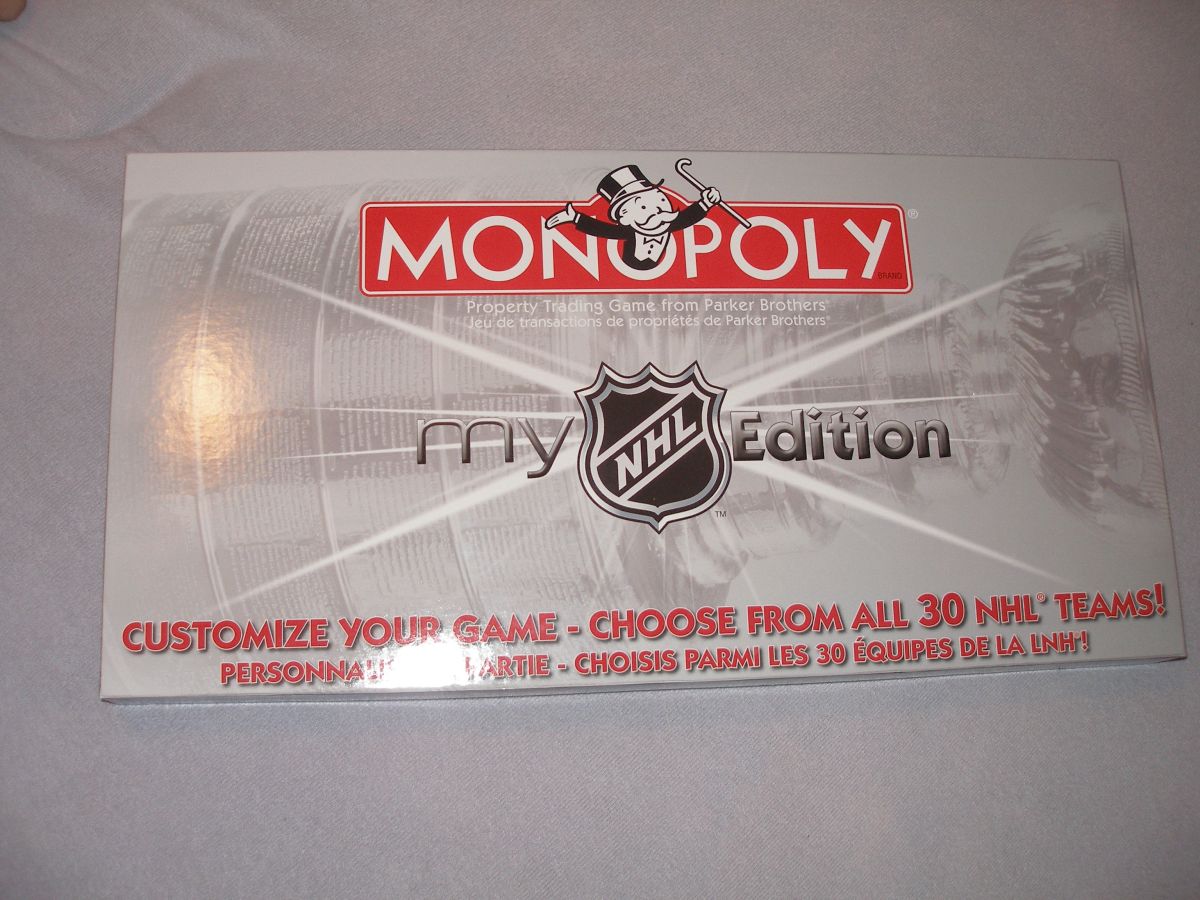 MONOPOLY®
BRAND
Property Trading Game from Parker Brothers®
Jeu de transactions de propriétés de Parker Brothers®
my NHL Edition
TM
CUSTOMIZE YOUR GAME - CHOOSE FROM ALL 30 NHL® TEAMS!
PARTIE - CHOISIS PARMI LES 30 ÉQUIPES DE LA LNH®!